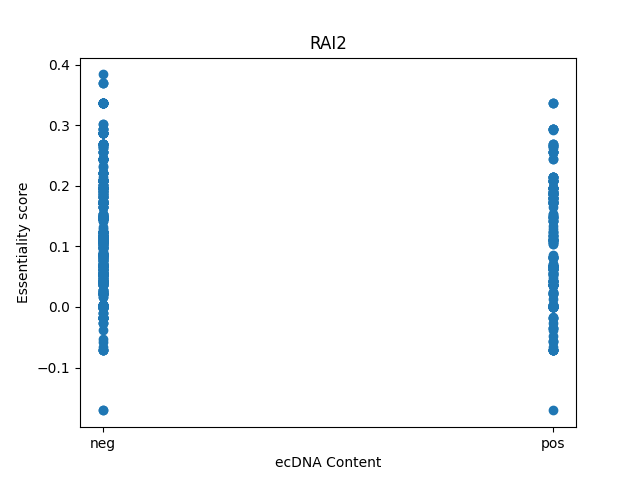 RAI2
Essentiality score
0.4
0.3
0.2
0.1
0.0
−0.1
neg
pos
ecDNA Content